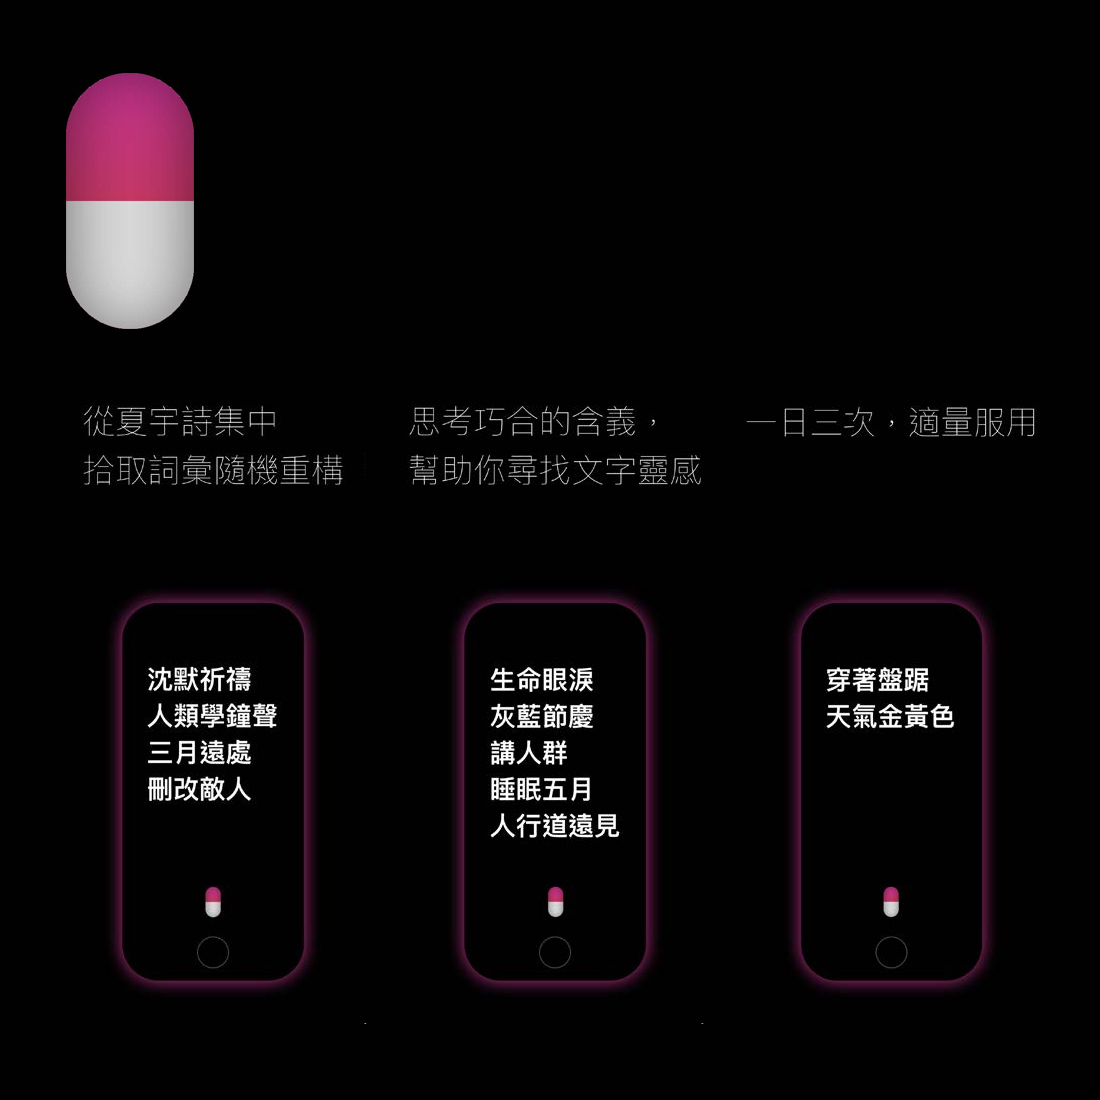 從夏宇詩集中
拾取詞彙隨機重構
思考巧合的含義，
幫助你尋找文字靈感
一日三次，適量服用
沈默祈禱
人類學鐘聲
三月遠處
刪改敵人
生命眼淚
灰藍節慶
講人群
睡眠五月
人行道遠見
穿著盤踞
天氣金黃色